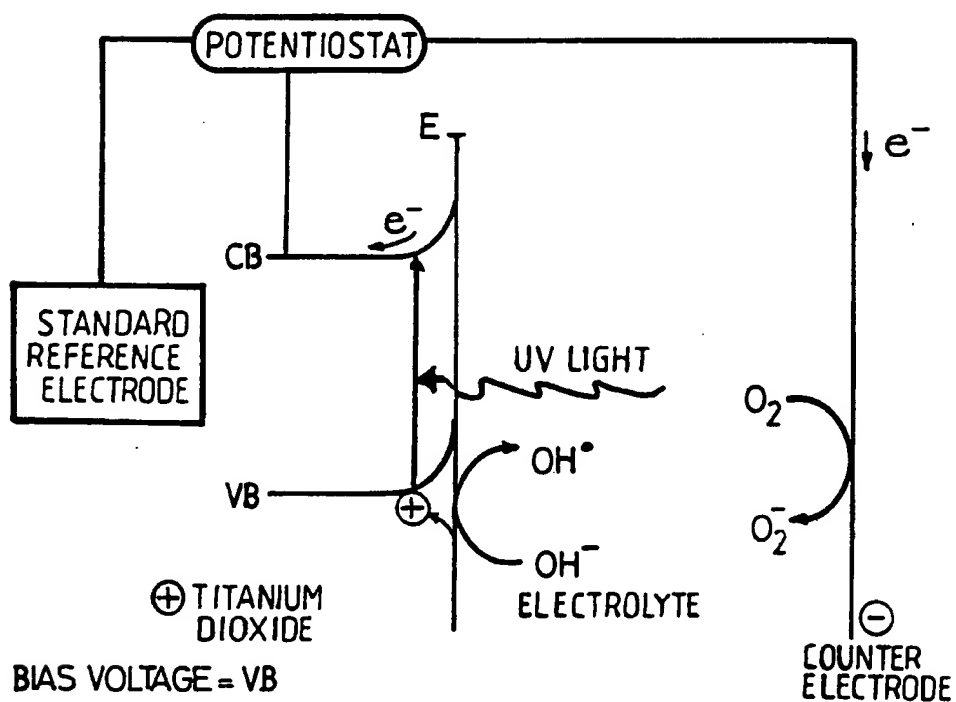 POTENTIOSTAT
E
e⁻
e⁻
CB
STANDARD
REFERENCE
ELECTRODE
UV LIGHT
O₂
OH•
VB
+
O₂⁻
OH⁻
+ TITANIUM
DIOXIDE
ELECTROLYTE
−
COUNTER
ELECTRODE
BIAS VOLTAGE = VB